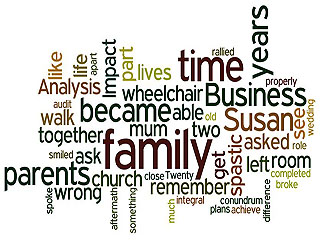 rallied
years
like
life
apart
Impact
part
lives
time
properly
Analysis
wheelchair
Business
audit
walk
became
able
old
Susan
see
wedding
together
mum
two
asked
role
smiled
ask
family
get
spastic
left
room
parents
church
close
Twenty
completed
wrong
remember
broke
spoke
aftermath
something
much
integral
conundrum
plans
achieve
difference